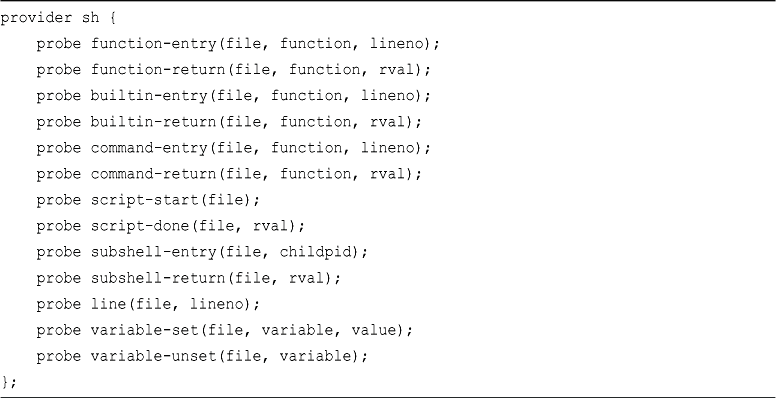 provider sh {
    probe function-entry(file, function, lineno);
    probe function-return(file, function, rval);
    probe builtin-entry(file, function, lineno);
    probe builtin-return(file, function, rval);
    probe command-entry(file, function, lineno);
    probe command-return(file, function, rval);
    probe script-start(file);
    probe script-done(file, rval);
    probe subshell-entry(file, childpid);
    probe subshell-return(file, rval);
    probe line(file, lineno);
    probe variable-set(file, variable, value);
    probe variable-unset(file, variable);
};